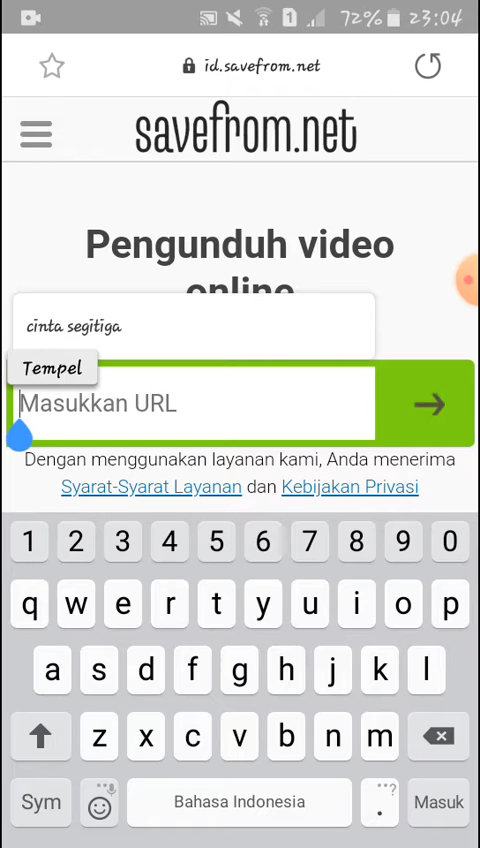 1 72% 23:04
id.savefrom.net
savefrom.net
Pengunduh video
online
cinta segitiga
Tempel
Masukkan URL
Dengan menggunakan layanan kami, Anda menerima
Syarat-Syarat Layanan dan Kebijakan Privasi
1 2 3 4 5 6 7 8 9 0
q w e r t y u i o p
a s d f g h j k l
z x c v b n m
Sym Bahasa Indonesia . ? Masuk